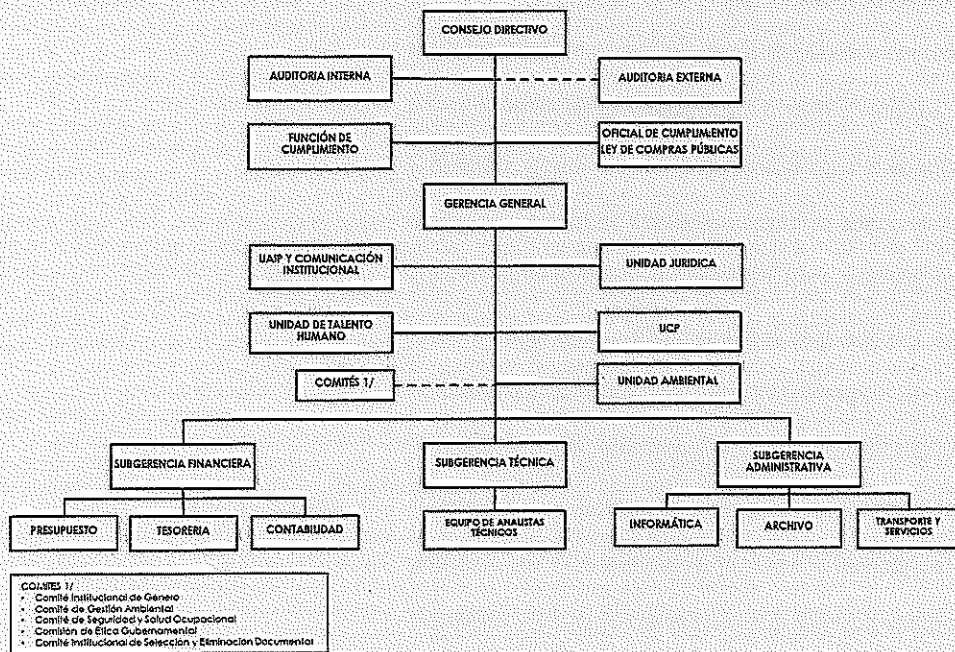 CONSEJO DIRECTIVO
AUDITORIA INTERNA
AUDITORIA EXTERNA
FUNCIÓN DE
CUMPLIMIENTO
OFICIAL DE CUMPLIMIENTO
LEY DE COMPRAS PÚBLICAS
GERENCIA GENERAL
UAIP Y COMUNICACIÓN
INSTITUCIONAL
UNIDAD JURIDICA
UNIDAD DE TALENTO
HUMANO
UCP
COMITÉS 1/
UNIDAD AMBIENTAL
SUBGERENCIA FINANCIERA
SUBGERENCIA TÉCNICA
SUBGERENCIA
ADMINISTRATIVA
PRESUPUESTO
TESORERIA
CONTABILIDAD
EQUIPO DE ANALISTAS
TÉCNICOS
INFORMÁTICA
ARCHIVO
TRANSPORTE Y
SERVICIOS
COMITES 1/
• Comité Institucional de Género
• Comité de Gestión Ambiental
• Comité de Seguridad y Salud Ocupacional
• Comisión de Ética Gubernamental
• Comité Institucional de Selección y Eliminación Documental